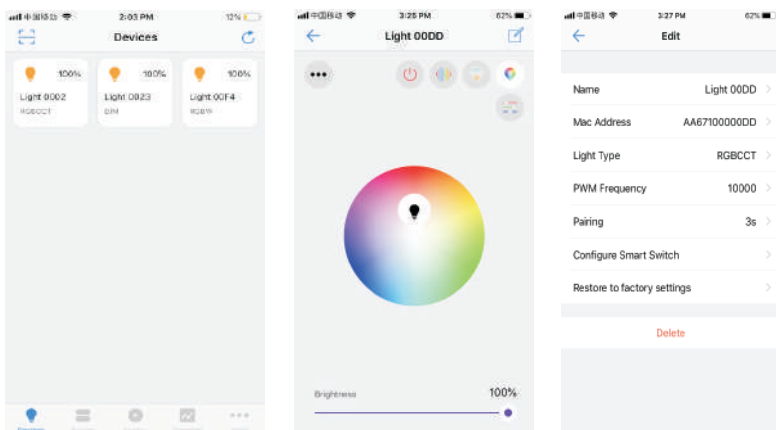 中国移动 2:03 PM 12%
Devices
100% 100% 100%
Light 0002 Light 0023 Light 00F4
RGBCCT DIM RGBW
Devices
中国移动 3:25 PM 62%
Light 00DD
Brightness 100%
中国移动 3:27 PM 62%
Edit
Name Light 00DD
Mac Address AA67100000DD
Light Type RGBCCT
PWM Frequency 10000
Pairing 3s
Configure Smart Switch
Restore to factory settings
Delete